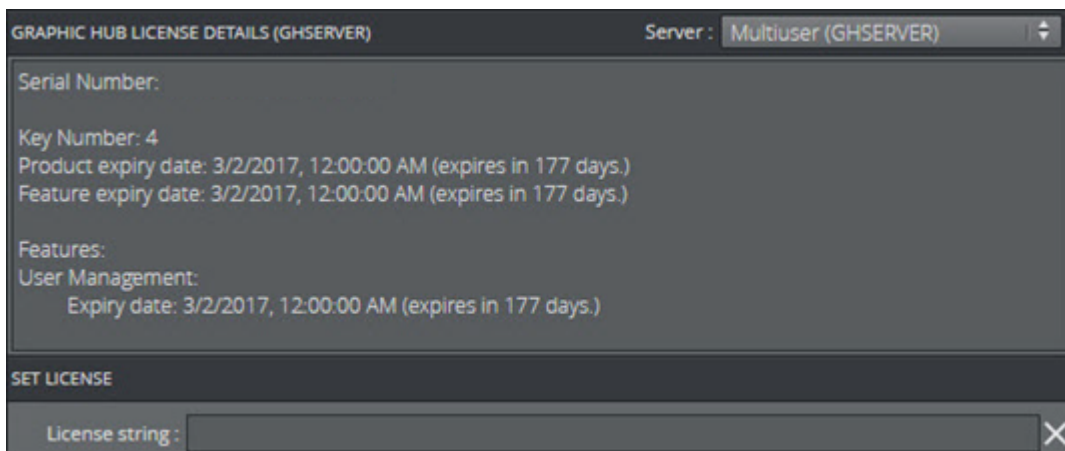 GRAPHIC HUB LICENSE DETAILS (GHSERVER) Server : Multiuser (GHSERVER)
Serial Number:
Key Number: 4
Product expiry date: 3/2/2017, 12:00:00 AM (expires in 177 days.)
Feature expiry date: 3/2/2017, 12:00:00 AM (expires in 177 days.)
Features:
User Management:
Expiry date: 3/2/2017, 12:00:00 AM (expires in 177 days.)
SET LICENSE
License string :